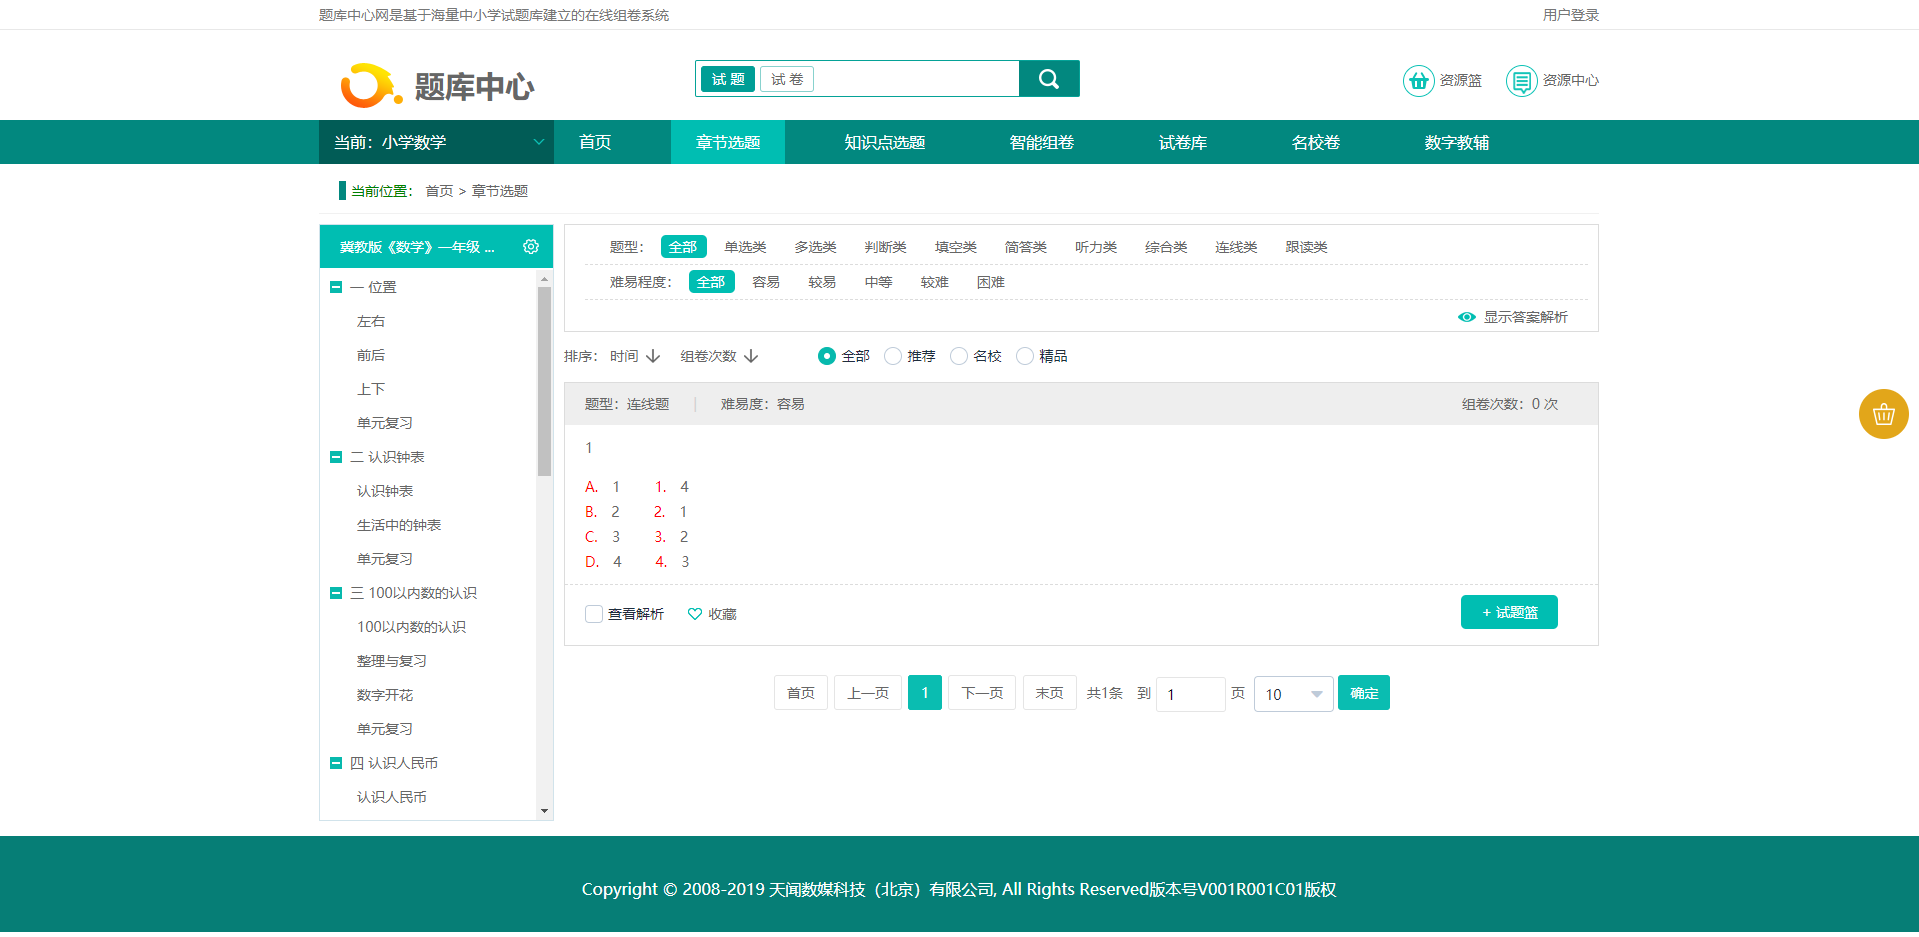 题库中心网是基于海量中小学试题库建立的在线组卷系统 用户登录
题库中心 试 题 试 卷 资源篮 资源中心
当前：小学数学 首页 章节选题 知识点选题 智能组卷 试卷库 名校卷 数字教辅
当前位置： 首页 > 章节选题
冀教版《数学》一年级 ...
一 位置
左右
前后
上下
单元复习
二 认识钟表
认识钟表
生活中的钟表
单元复习
三 100以内数的认识
100以内数的认识
整理与复习
数字开花
单元复习
四 认识人民币
认识人民币
题型： 全部 单选类 多选类 判断类 填空类 简答类 听力类 综合类 连线类 跟读类
难易程度： 全部 容易 较易 中等 较难 困难
显示答案解析
排序： 时间 组卷次数 全部 推荐 名校 精品
题型：连线题 | 难易度：容易 组卷次数：0 次
1
A. 1 1. 4
B. 2 2. 1
C. 3 3. 2
D. 4 4. 3
查看解析 收藏 + 试题篮
首页 上一页 1 下一页 末页 共1条 到 1 页 10 确定
Copyright © 2008-2019 天闻数媒科技（北京）有限公司, All Rights Reserved版本号V001R001C01版权